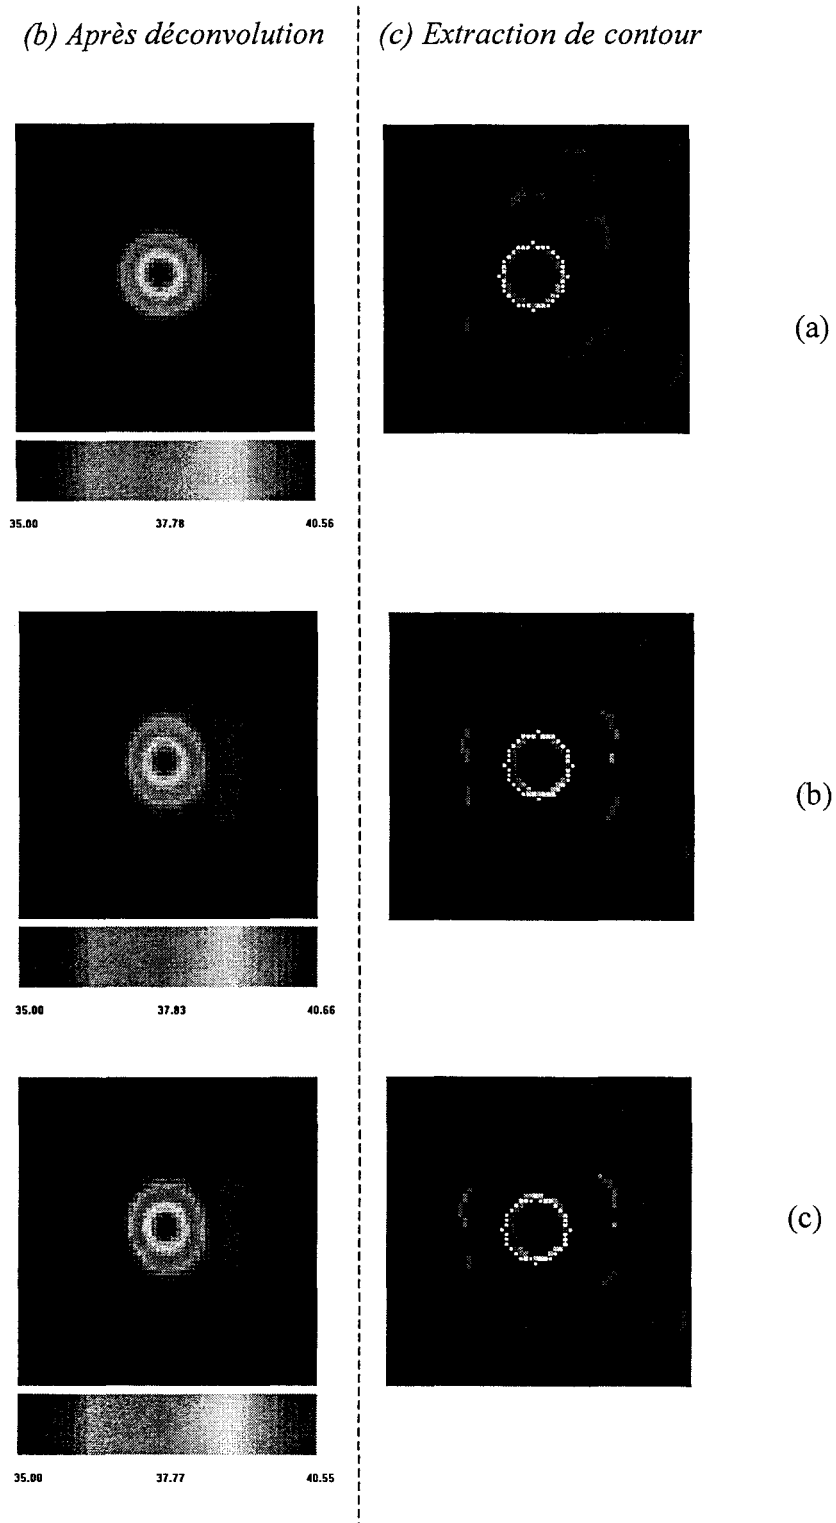 (b) Après déconvolution
(c) Extraction de contour
(a)
35.00 37.78 40.56
(b)
35.00 37.83 40.66
(c)
35.00 37.77 40.55